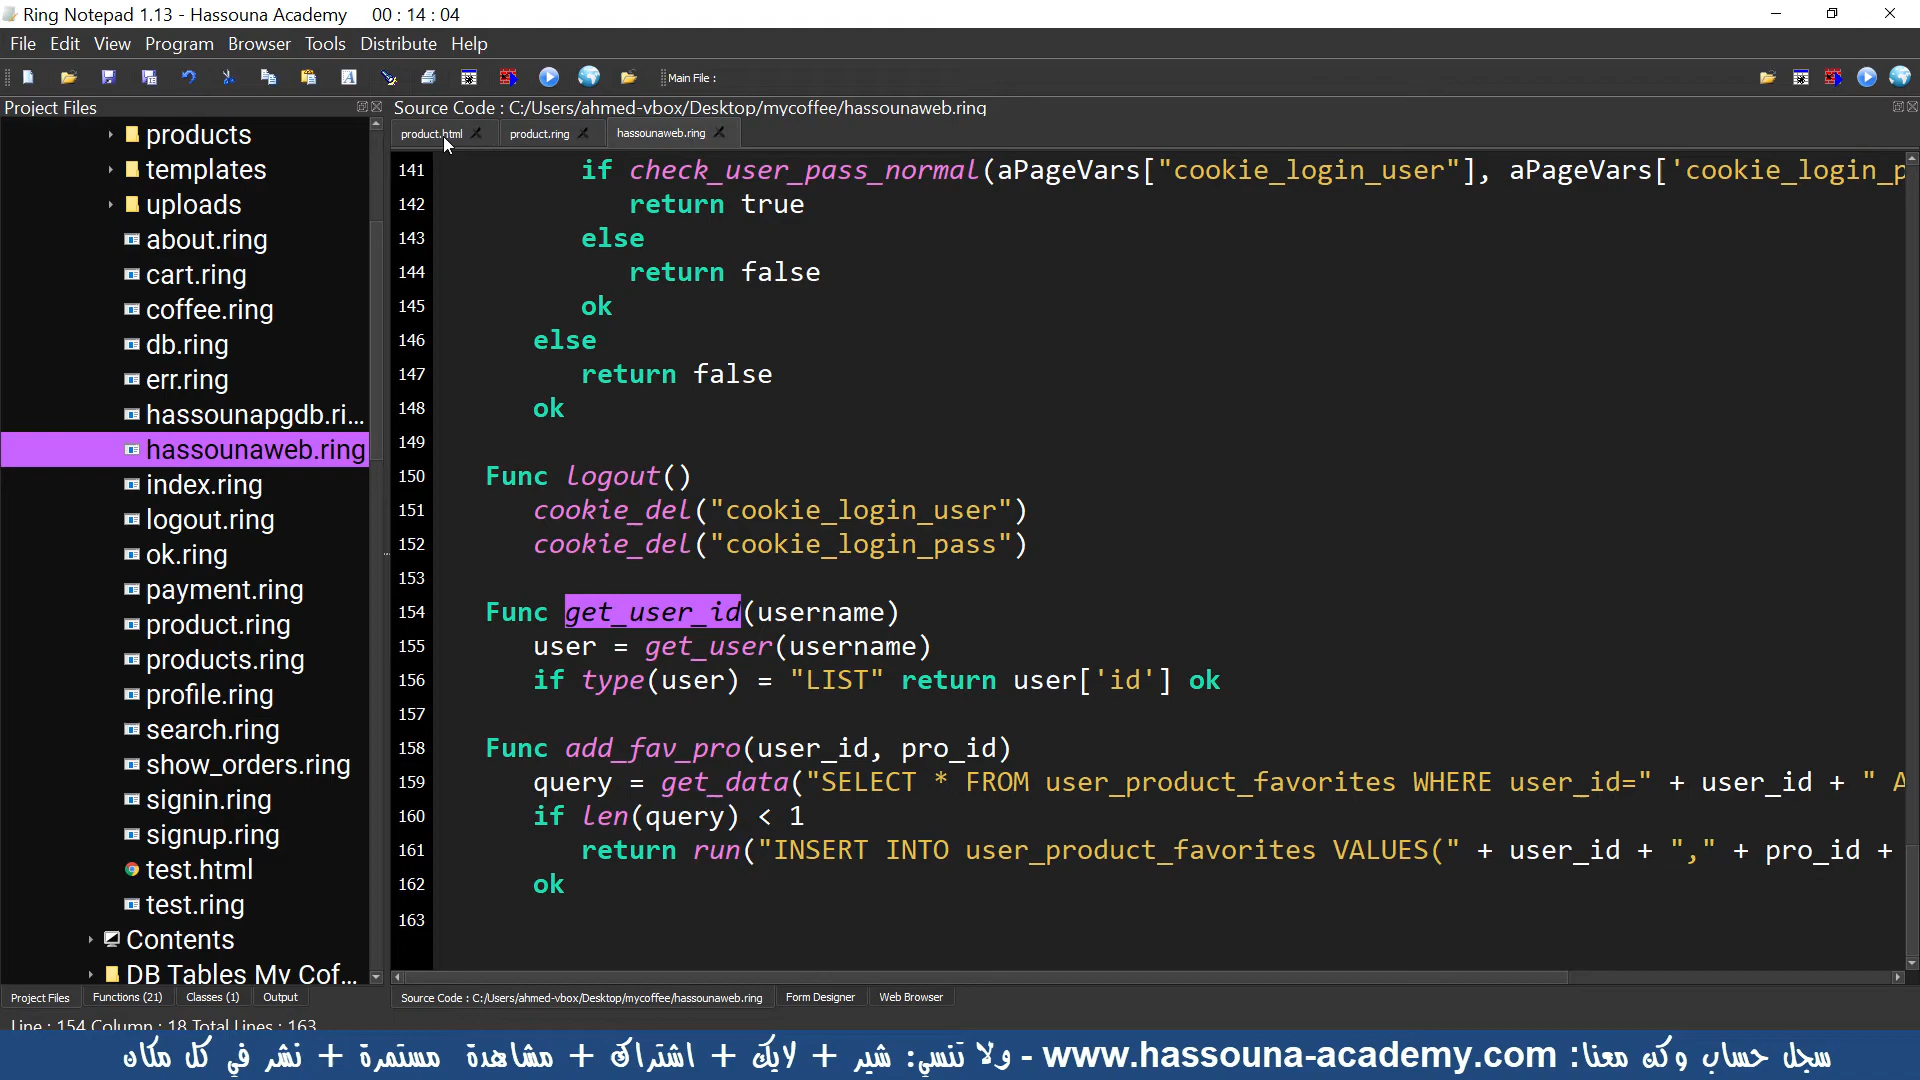 Ring Notepad 1.13 - Hassouna Academy 00 : 14 : 04
File Edit View Program Browser Tools Distribute Help
Main File :
Project Files
products
templates
uploads
about.ring
cart.ring
coffee.ring
db.ring
err.ring
hassounapgdb.ri...
hassounaweb.ring
index.ring
logout.ring
ok.ring
payment.ring
product.ring
products.ring
profile.ring
search.ring
show_orders.ring
signin.ring
signup.ring
test.html
test.ring
Contents
DB Tables My Cof...
Project Files Functions (21) Classes (1) Output
Source Code : C:/Users/ahmed-vbox/Desktop/mycoffee/hassounaweb.ring
product.html product.ring hassounaweb.ring
141 if check_user_pass_normal(aPageVars["cookie_login_user"], aPageVars['cookie_login_p
142 return true
143 else
144 return false
145 ok
146 else
147 return false
148 ok
149
150 Func logout()
151 cookie_del("cookie_login_user")
152 cookie_del("cookie_login_pass")
153
154 Func get_user_id(username)
155 user = get_user(username)
156 if type(user) = "LIST" return user['id'] ok
157
158 Func add_fav_pro(user_id, pro_id)
159 query = get_data("SELECT * FROM user_product_favorites WHERE user_id=" + user_id + " A
160 if len(query) < 1
161 return run("INSERT INTO user_product_favorites VALUES(" + user_id + "," + pro_id +
162 ok
163
Source Code : C:/Users/ahmed-vbox/Desktop/mycoffee/hassounaweb.ring Form Designer Web Browser
Line : 154 Column : 18 Total Lines : 163
سجل حساب وكن معنا: www.hassouna-academy.com - ولا تنسى: شير + لايك + اشتراك + مشاهدة مستمرة + نشر في كل مكان